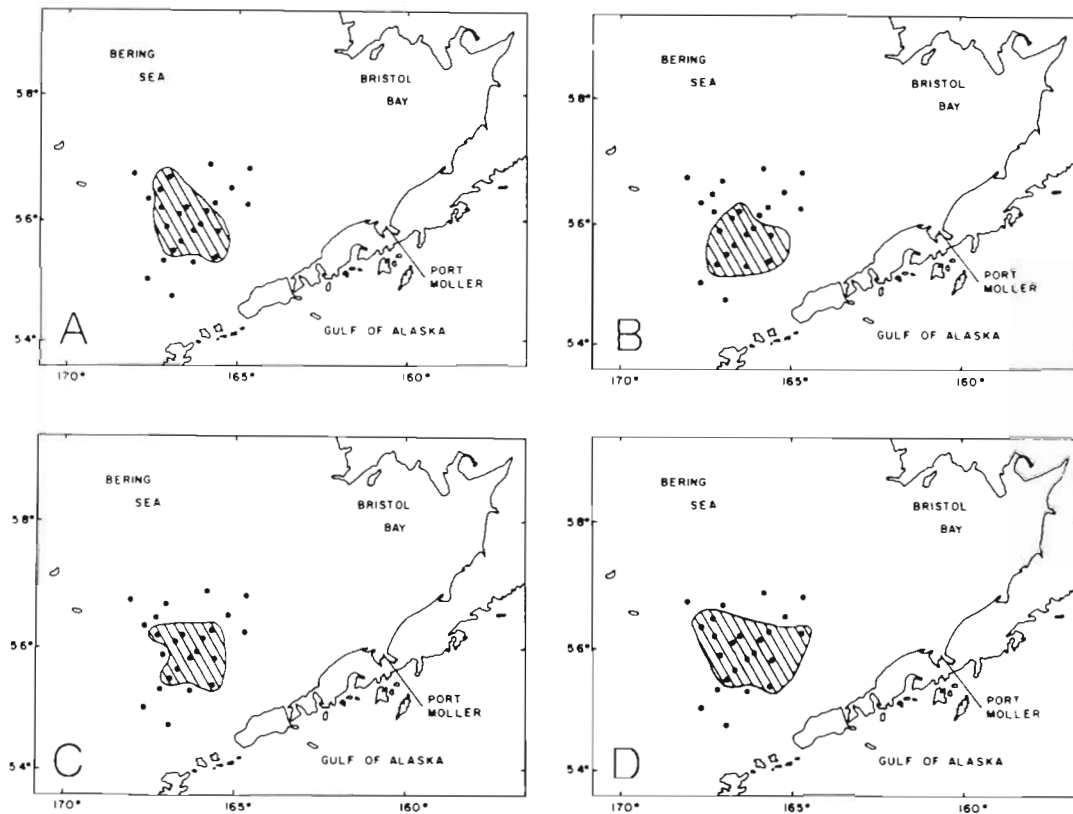 BERING
SEA
BRISTOL
BAY
58°
56°
54°
PORT
MOLLER
GULF OF ALASKA
A
170°
165°
160°
BERING
SEA
BRISTOL
BAY
58°
56°
54°
PORT
MOLLER
GULF OF ALASKA
B
170°
165°
160°
BERING
SEA
BRISTOL
BAY
58°
56°
54°
PORT
MOLLER
GULF OF ALASKA
C
170°
165°
160°
BERING
SEA
BRISTOL
BAY
58°
56°
54°
PORT
MOLLER
GULF OF ALASKA
D
170°
165°
160°